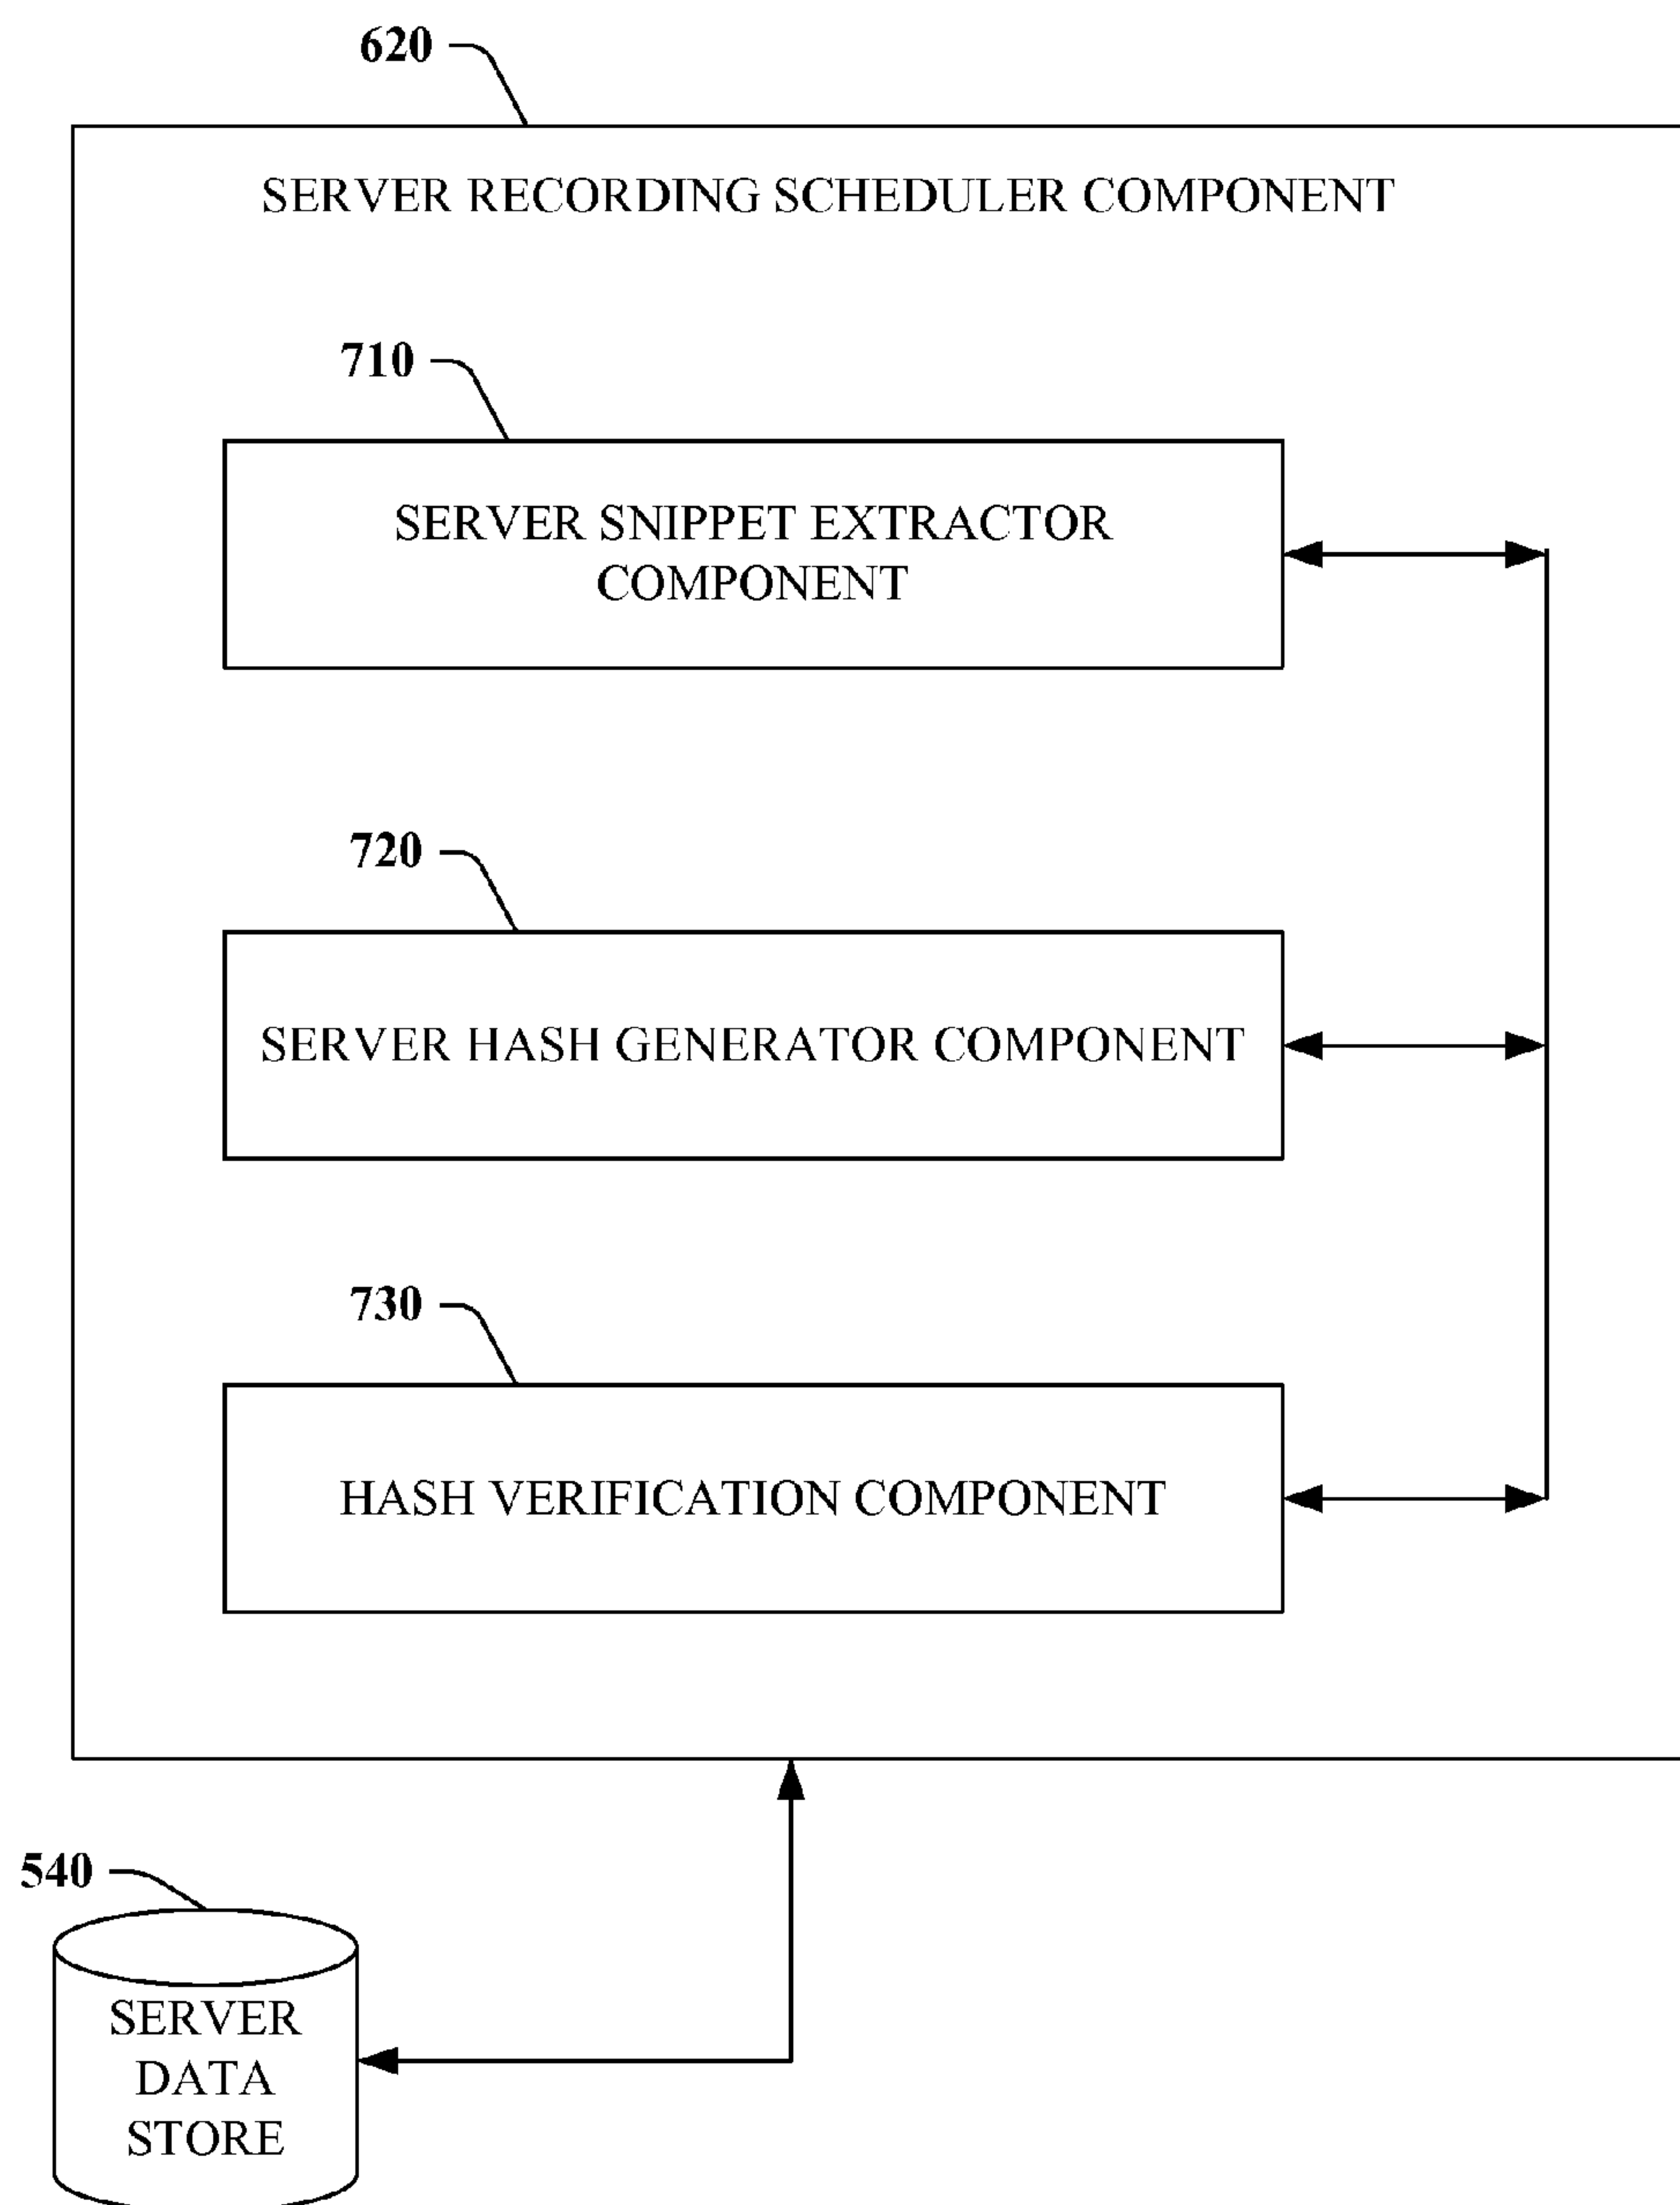 620
SERVER RECORDING SCHEDULER COMPONENT
710
SERVER SNIPPET EXTRACTOR
COMPONENT
720
SERVER HASH GENERATOR COMPONENT
730
HASH VERIFICATION COMPONENT
540
SERVER
DATA
STORE